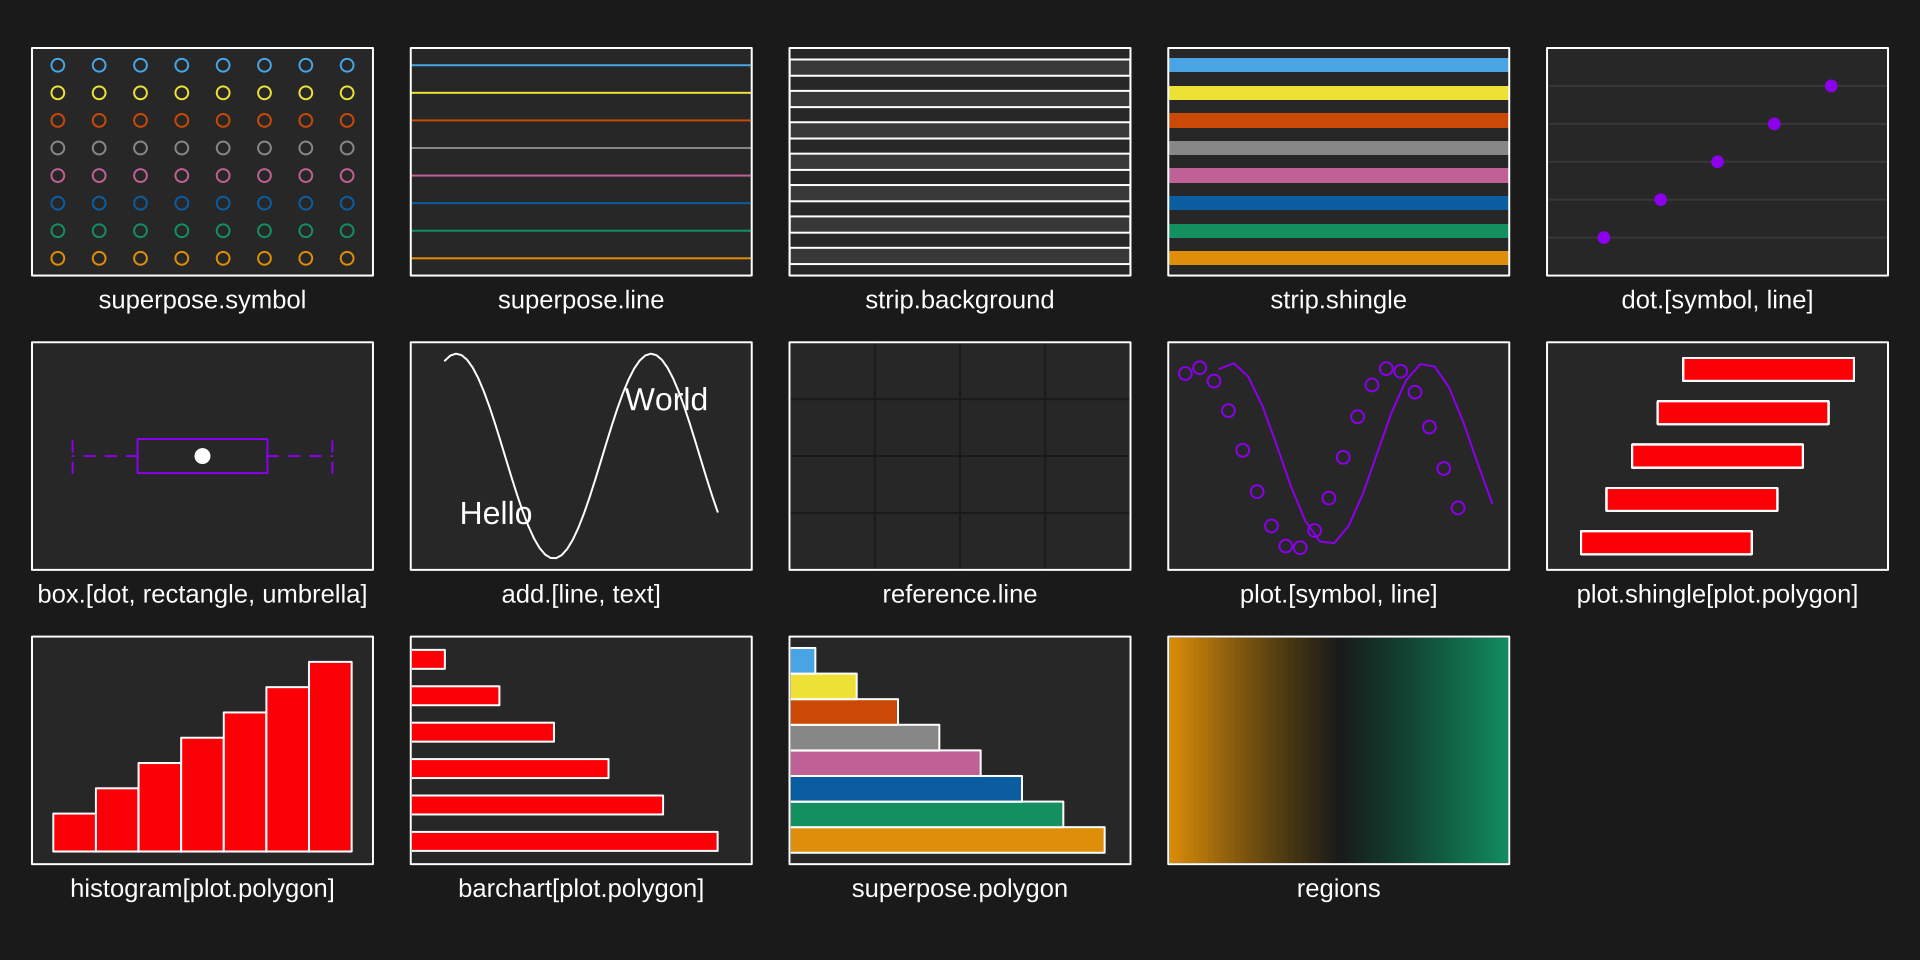 superpose.symbol
superpose.line
strip.background
strip.shingle
dot.[symbol, line]
World
Hello
box.[dot, rectangle, umbrella]
add.[line, text]
reference.line
plot.[symbol, line]
plot.shingle[plot.polygon]
histogram[plot.polygon]
barchart[plot.polygon]
superpose.polygon
regions